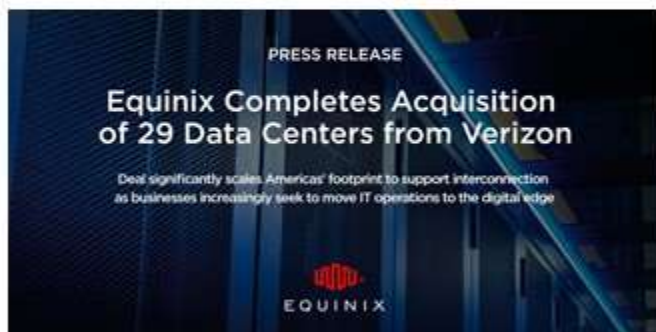 PRESS RELEASE
Equinix Completes Acquisition
of 29 Data Centers from Verizon
Deal significantly scales Americas' footprint to support interconnection
as businesses increasingly seek to move IT operations to the digital edge
EQUINIX